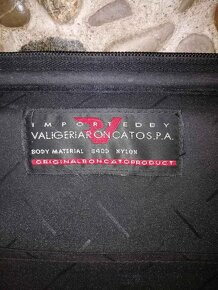 IMPORTED BY
VALIGERIA RONCATO S.P.A.
BODY MATERIAL 840D NYLON
ORIGINAL RONCATO PRODUCT